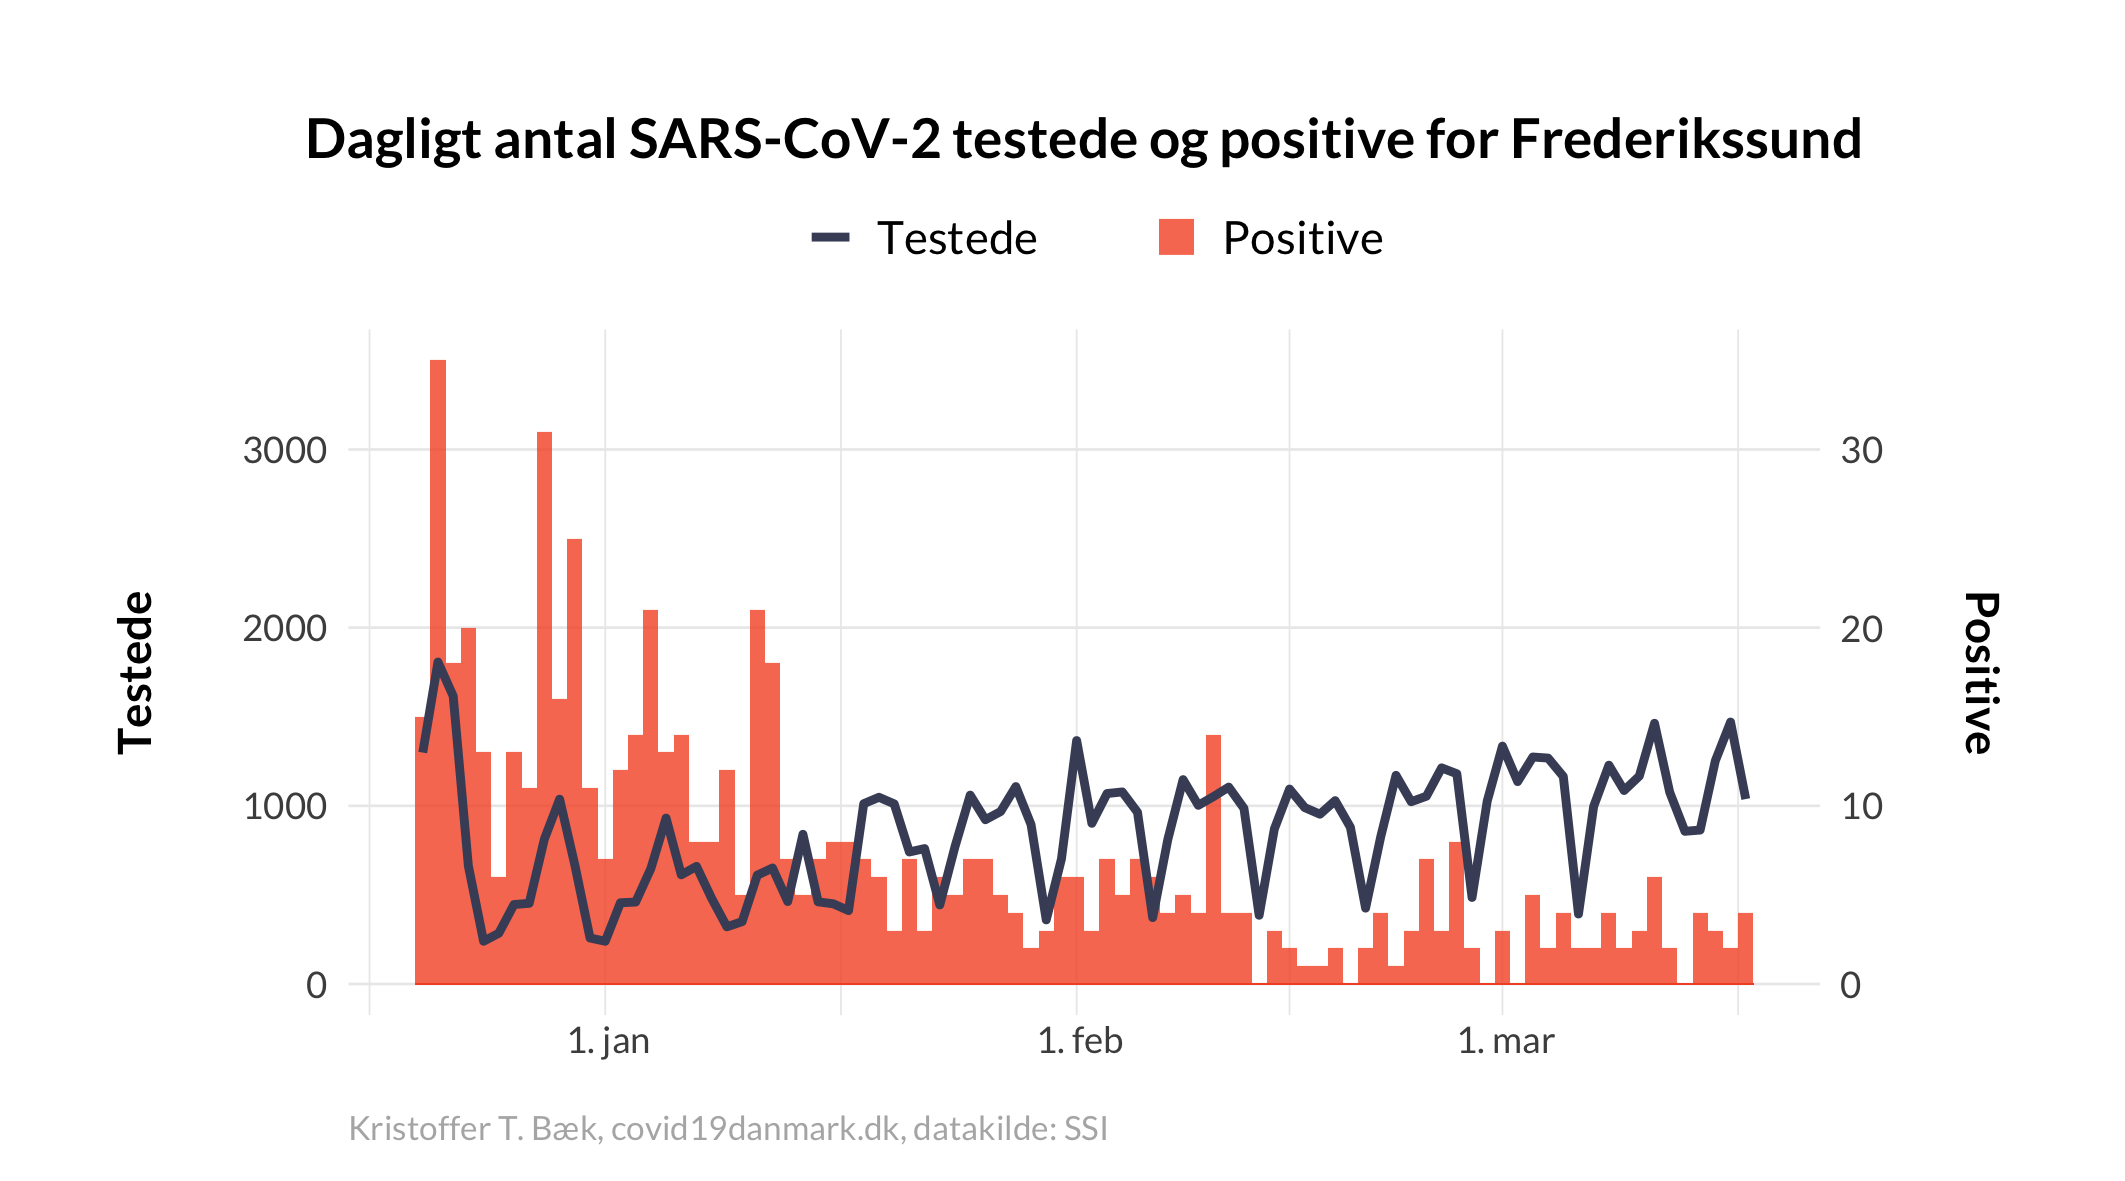 Dagligt antal SARS-CoV-2 testede og positive for Frederikssund
Testede
Positive
Testede
3000
2000
1000
0
30
20
10
0
Positive
1. jan
1. feb
1. mar
Kristoffer T. Bæk, covid19danmark.dk, datakilde: SSI